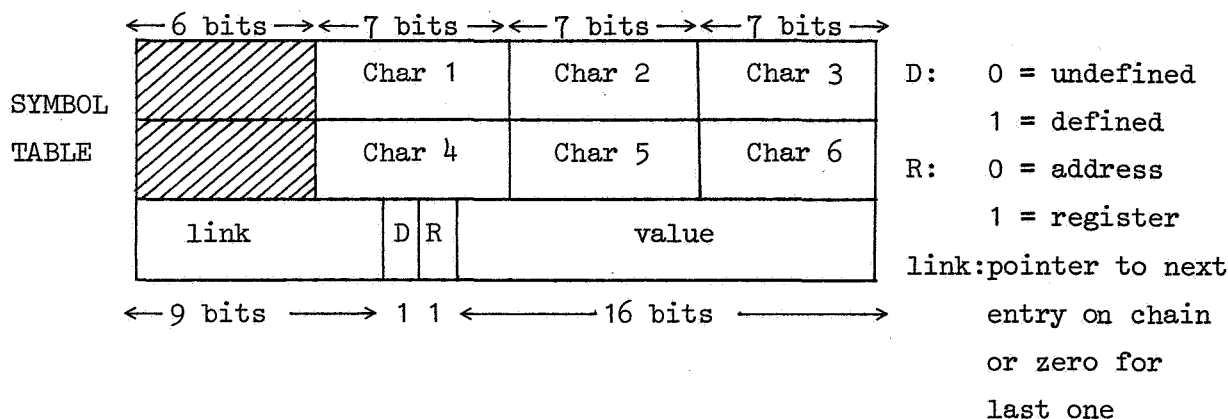 ←6 bits→←7 bits→←7 bits→←7 bits→
Char 1 Char 2 Char 3 D: 0 = undefined
SYMBOL
1 = defined
TABLE Char 4 Char 5 Char 6 R: 0 = address
1 = register
link D R value
link:pointer to next
←9 bits → 1 1 ←16 bits → entry on chain
or zero for
last one